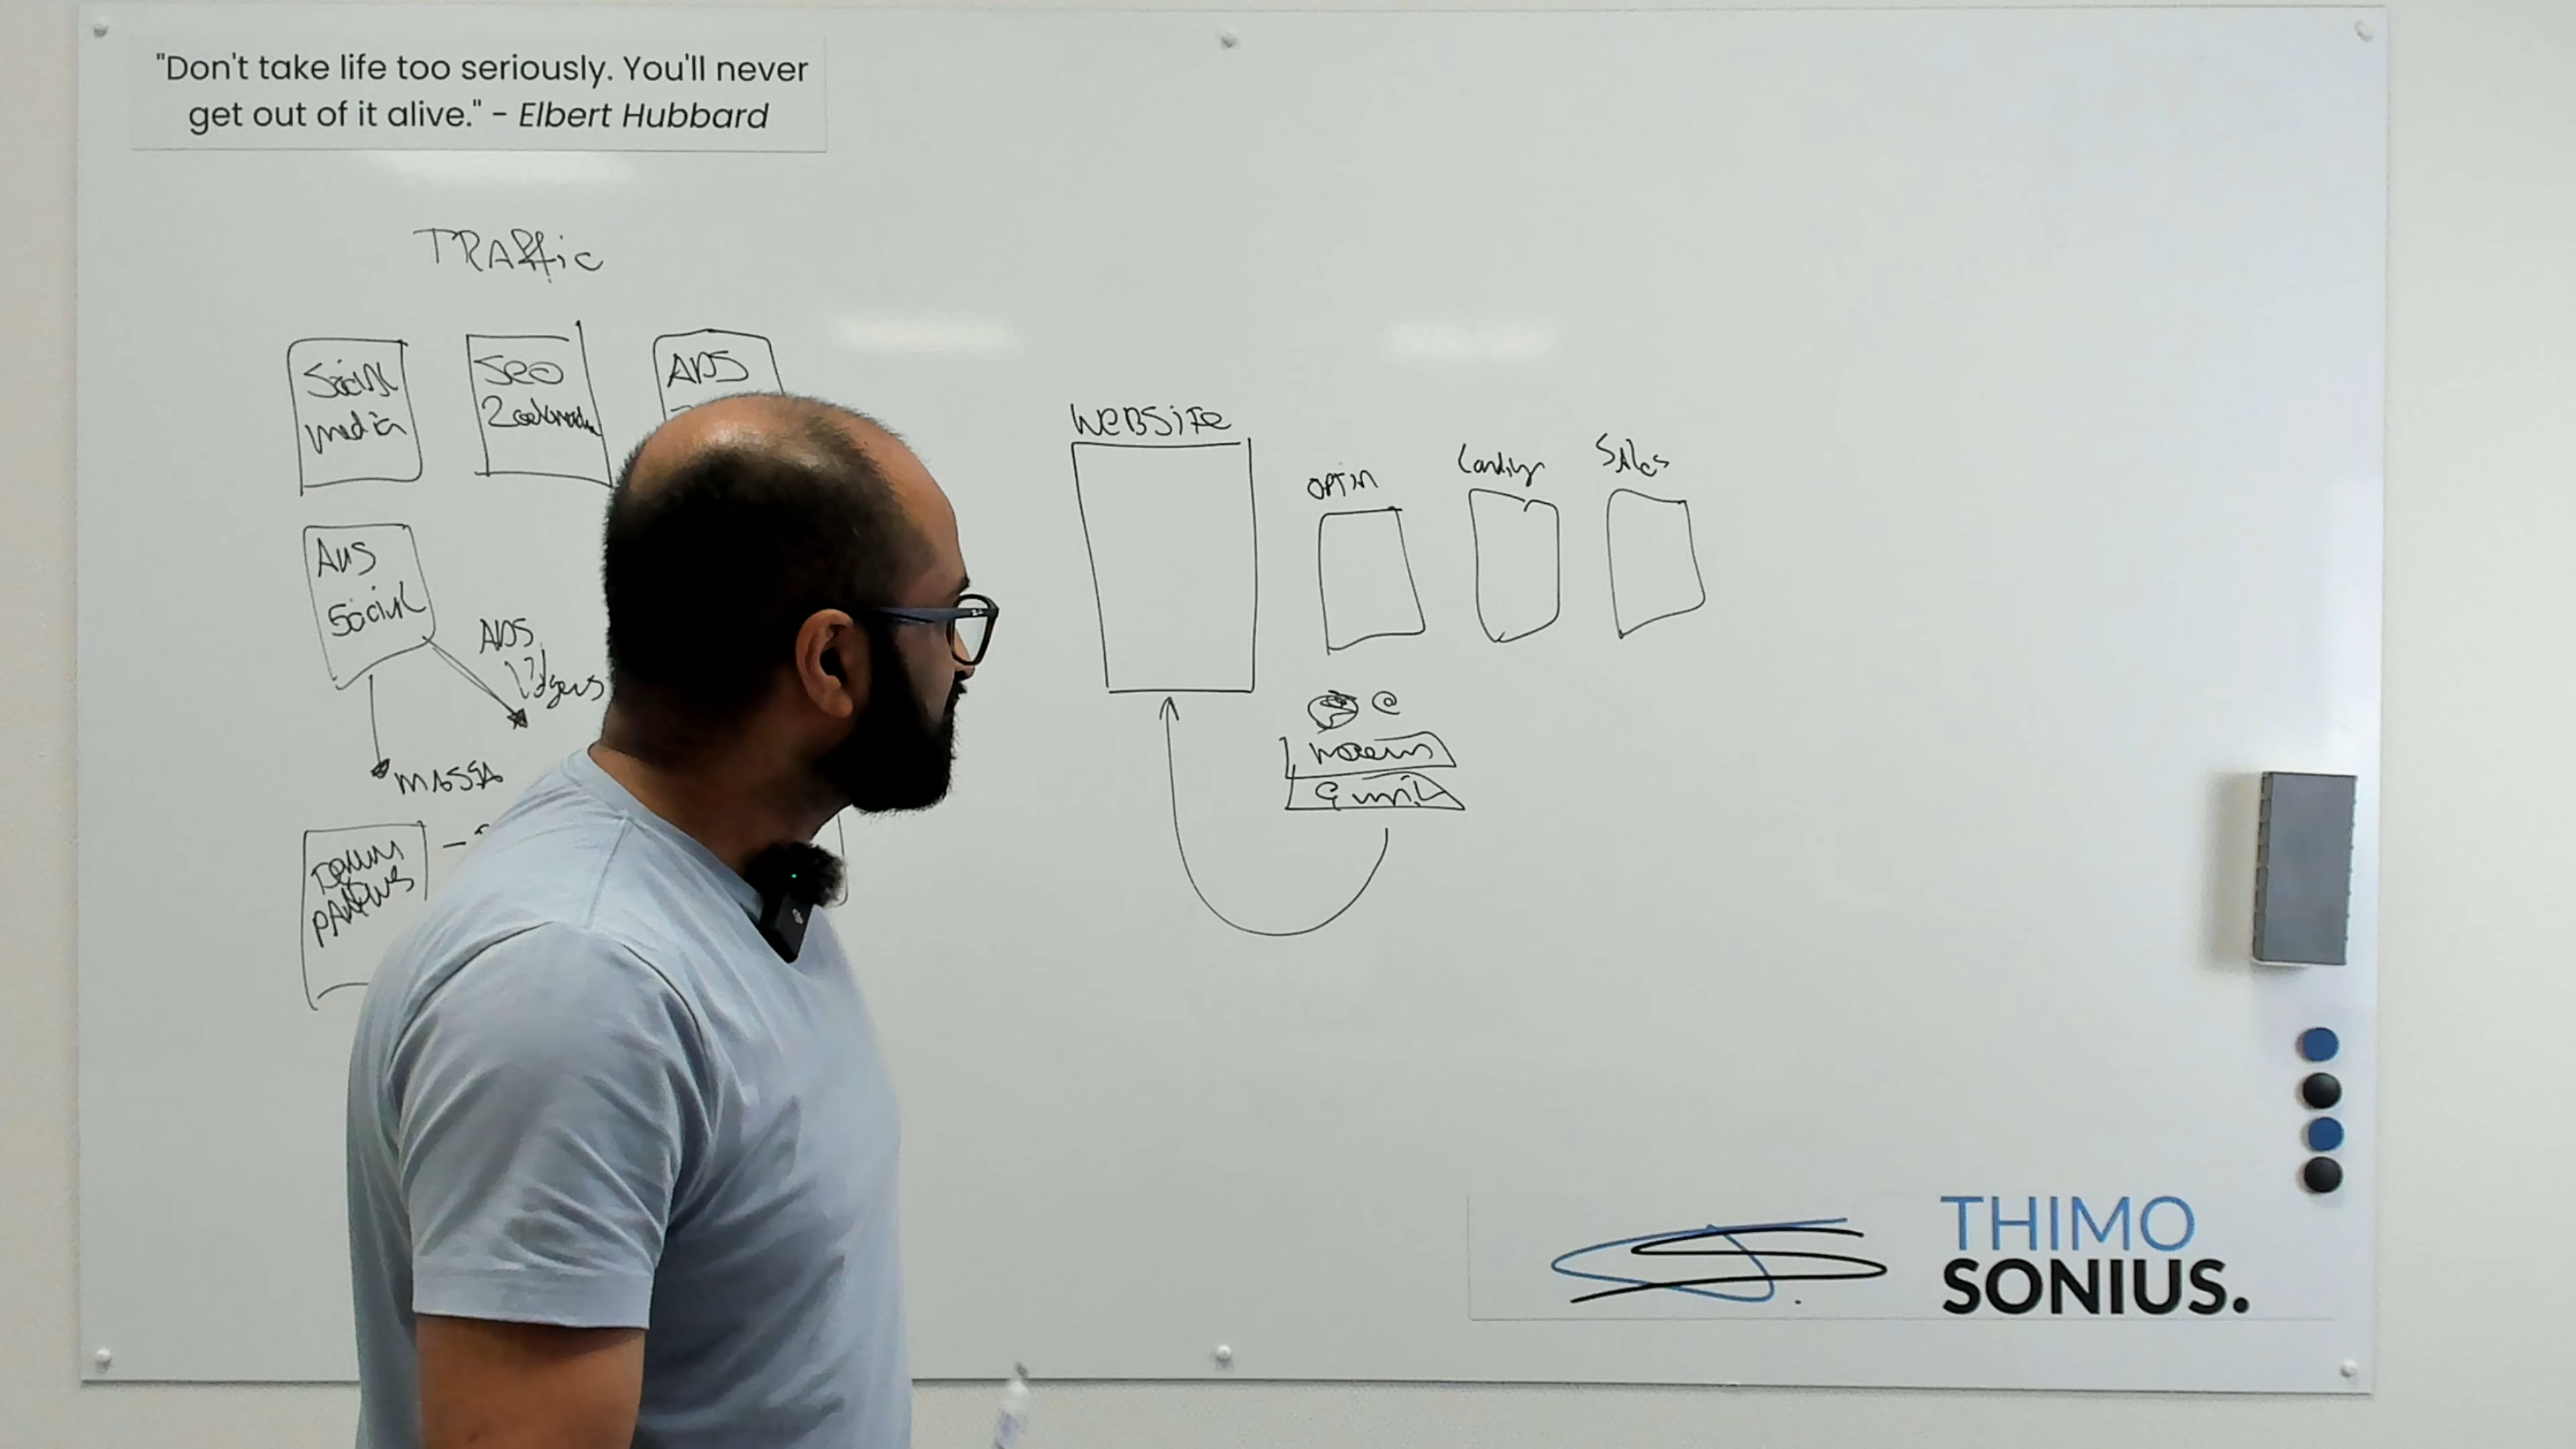 "Don't take life too seriously. You'll never
get out of it alive." - Elbert Hubbard
TRAffic
Social
media
Seo
ADS
ADS
Social
ADS
MASSA
WEBSITE
OPTIN
Landing
SAles
@
Email
THIMO
SONIUS.